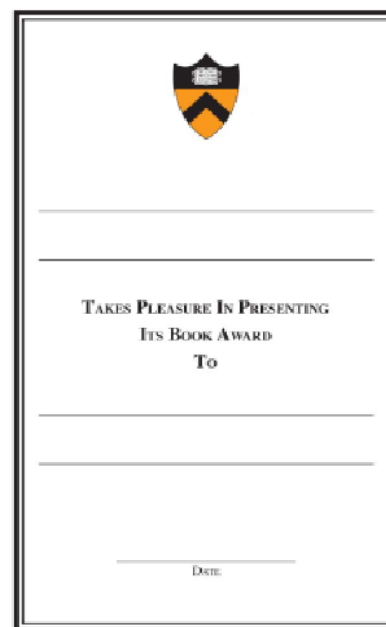 TAKES PLEASURE IN PRESENTING
ITS BOOK AWARD
TO
DATE